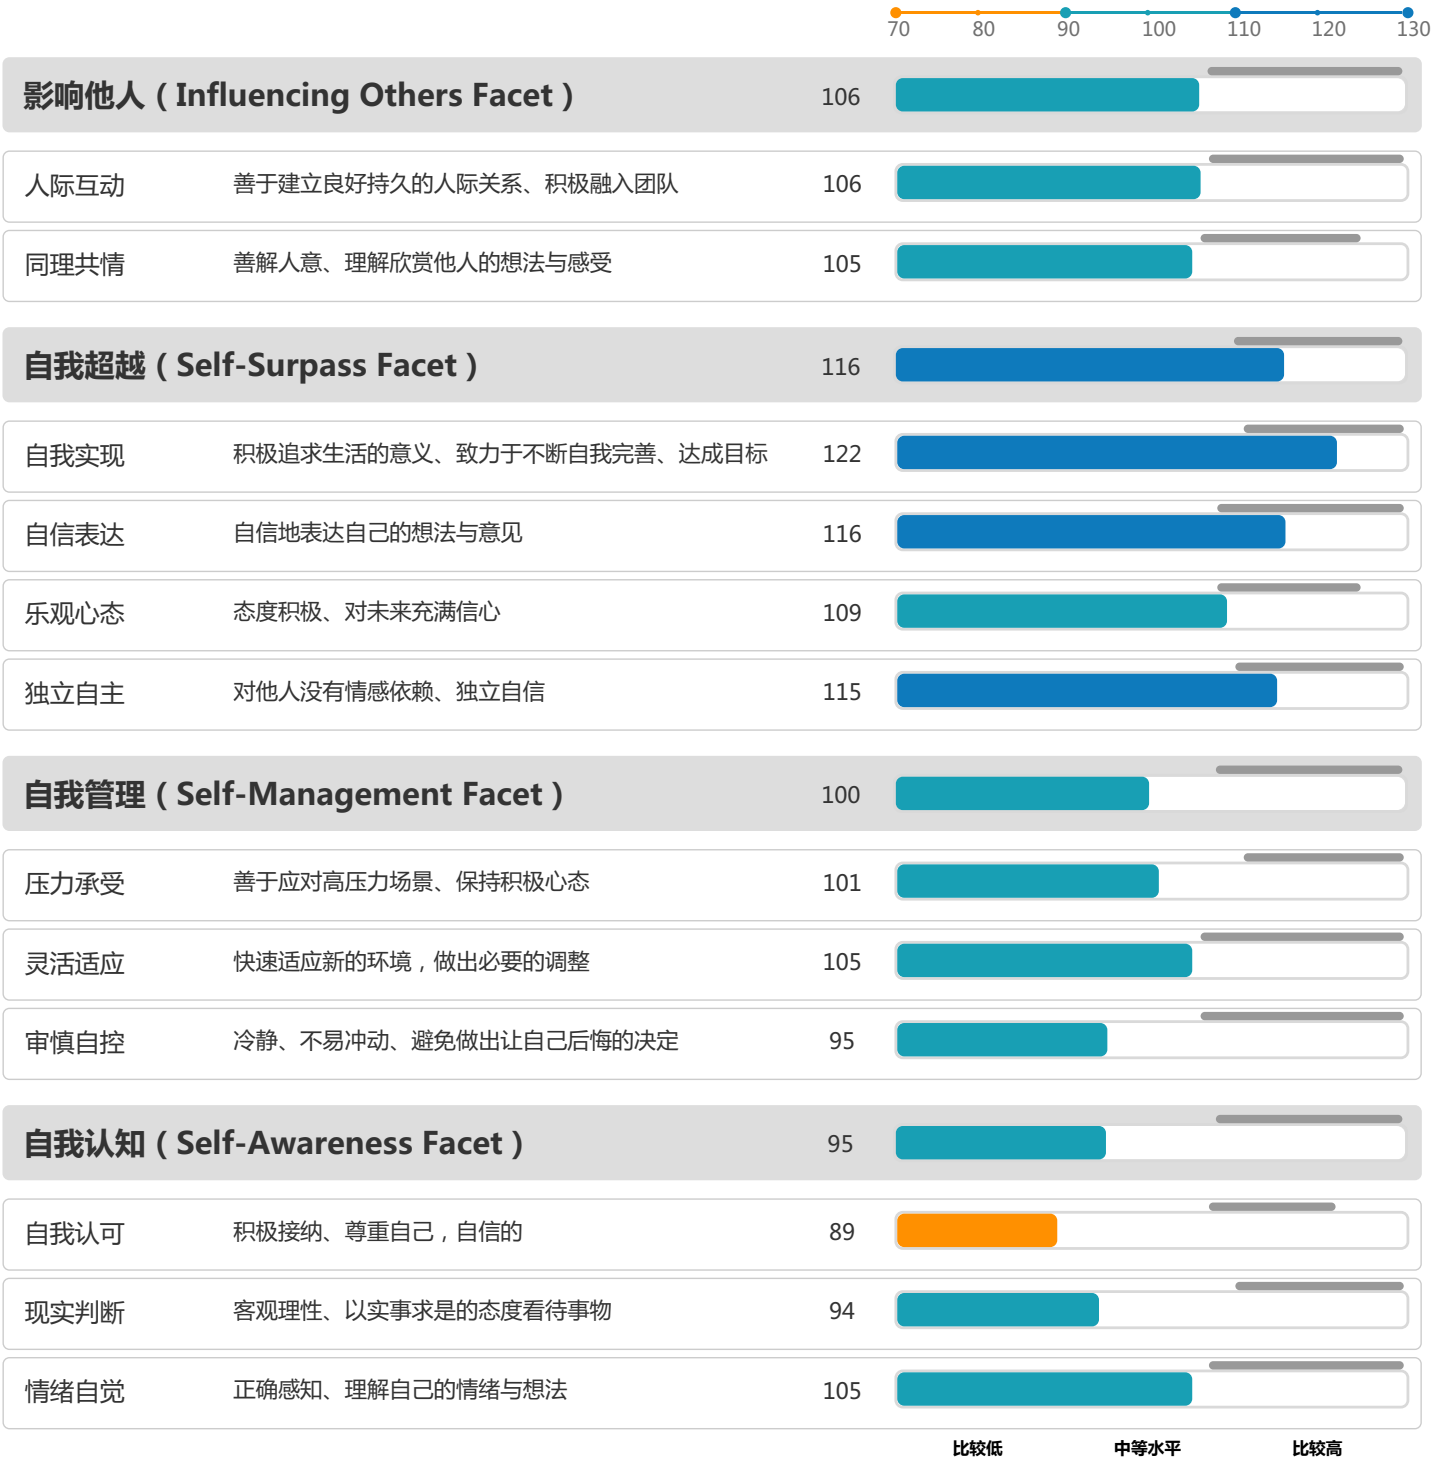 70 80 90 100 110 120 130
影响他人 ( Influencing Others Facet ) 106
人际互动 善于建立良好持久的人际关系、积极融入团队 106
同理共情 善解人意、理解欣赏他人的想法与感受 105
自我超越 ( Self-Surpass Facet ) 116
自我实现 积极追求生活的意义、致力于不断自我完善、达成目标 122
自信表达 自信地表达自己的想法与意见 116
乐观心态 态度积极、对未来充满信心 109
独立自主 对他人没有情感依赖、独立自信 115
自我管理 ( Self-Management Facet ) 100
压力承受 善于应对高压力场景、保持积极心态 101
灵活适应 快速适应新的环境，做出必要的调整 105
审慎自控 冷静、不易冲动、避免做出让自己后悔的决定 95
自我认知 ( Self-Awareness Facet ) 95
自我认可 积极接纳、尊重自己，自信的 89
现实判断 客观理性、以实事求是的态度看待事物 94
情绪自觉 正确感知、理解自己的情绪与想法 105
比较低 中等水平 比较高